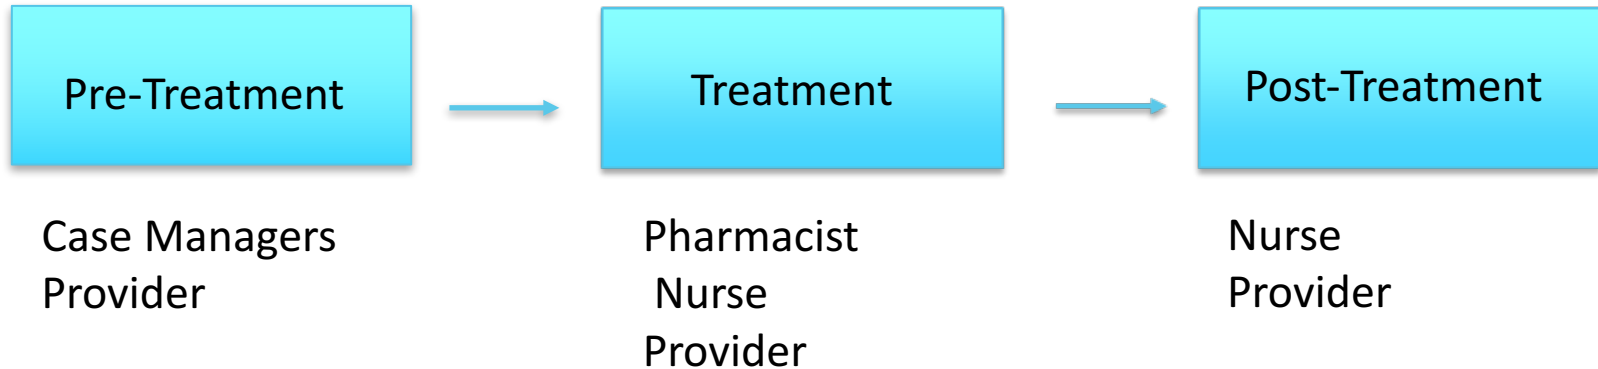 Pre-Treatment
Treatment
Post-Treatment
Case Managers
Provider
Pharmacist
Nurse
Provider
Nurse
Provider